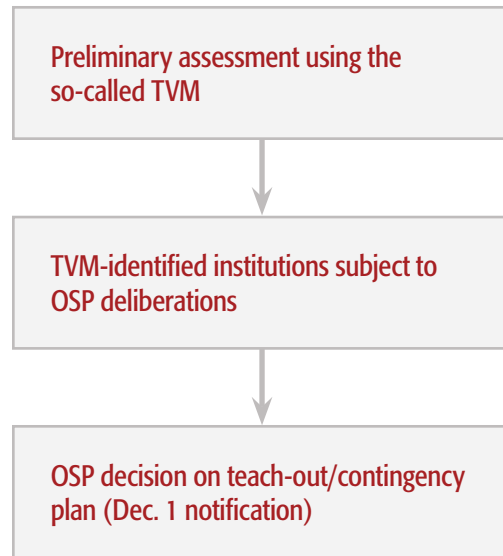 Preliminary assessment using the
so-called TVM
TVM-identified institutions subject to
OSP deliberations
OSP decision on teach-out/contingency
plan (Dec. 1 notification)